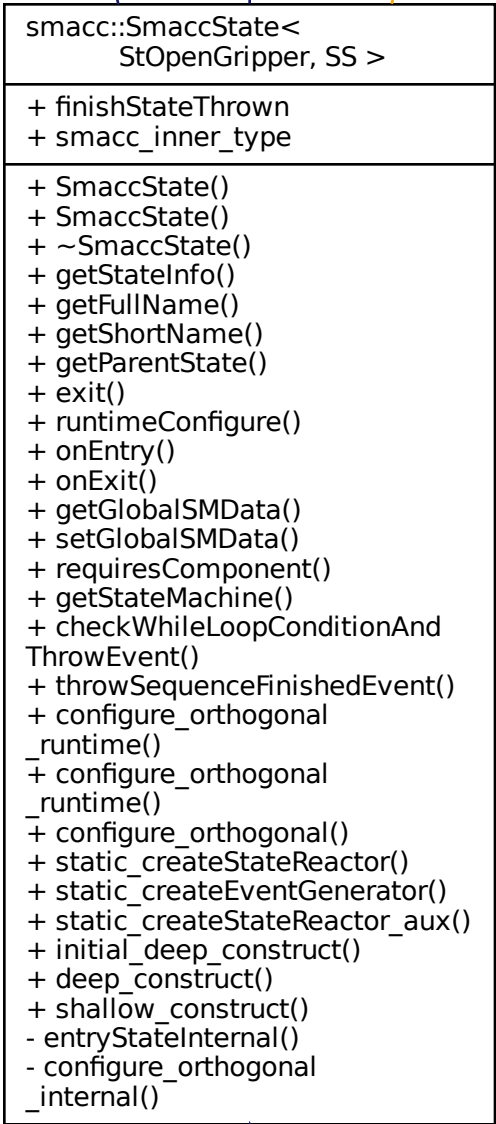 smacc::SmaccState<
StOpenGripper, SS >
+ finishStateThrown
+ smacc_inner_type
+ SmaccState()
+ SmaccState()
+ ~SmaccState()
+ getStateInfo()
+ getFullName()
+ getShortName()
+ getParentState()
+ exit()
+ runtimeConfigure()
+ onEntry()
+ onExit()
+ getGlobalSMData()
+ setGlobalSMData()
+ requiresComponent()
+ getStateMachine()
+ checkWhileLoopConditionAnd
ThrowEvent()
+ throwSequenceFinishedEvent()
+ configure_orthogonal
_runtime()
+ configure_orthogonal
_runtime()
+ configure_orthogonal()
+ static_createStateReactor()
+ static_createEventGenerator()
+ static_createStateReactor_aux()
+ initial_deep_construct()
+ deep_construct()
+ shallow_construct()
- entryStateInternal()
- configure_orthogonal
_internal()